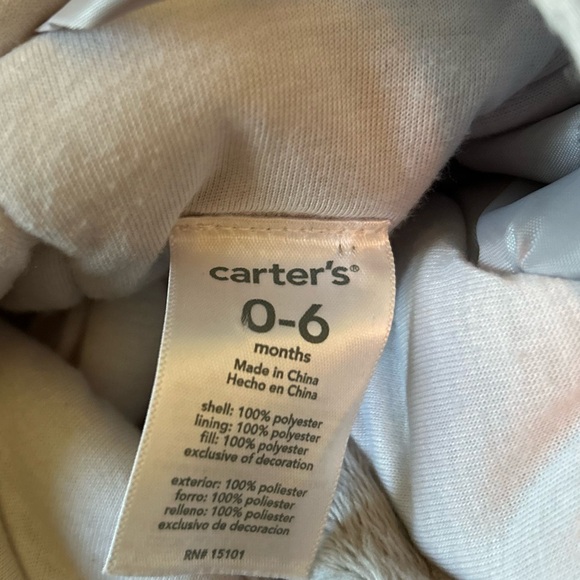 carter's®
0-6
months
Made in China
Hecho en China
shell: 100% polyester
lining: 100% polyester
fill: 100% polyester
exclusive of decoration
exterior: 100% poliester
forro: 100% poliester
relleno: 100% poliester
exclusivo de decoracion
RN# 15101